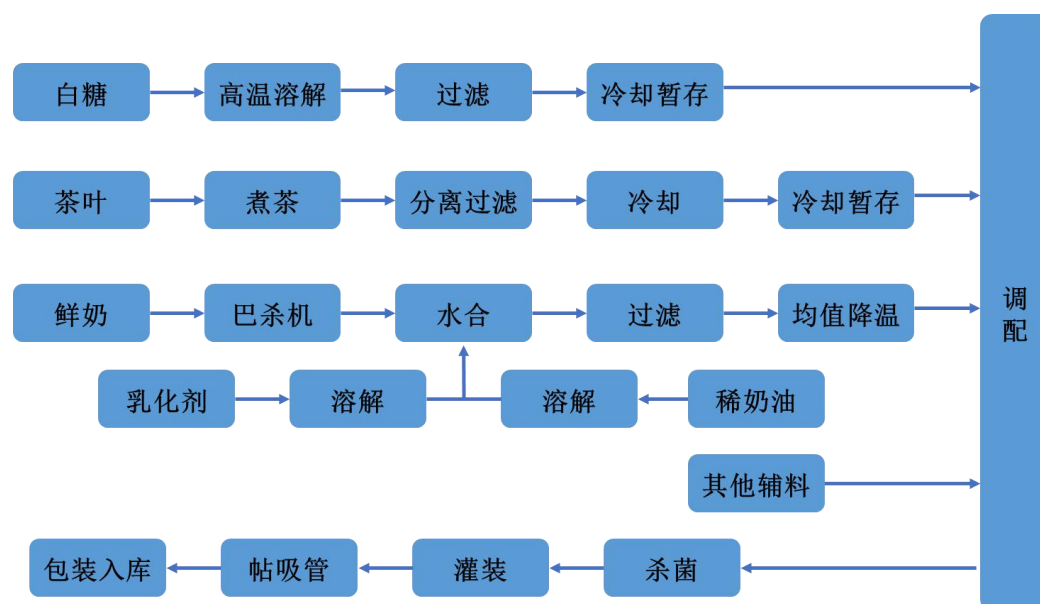 白糖
高温溶解
过滤
冷却暂存
茶叶
煮茶
分离过滤
冷却
冷却暂存
鲜奶
巴杀机
水合
过滤
均值降温
调
配
乳化剂
溶解
溶解
稀奶油
其他辅料
包装入库
帖吸管
灌装
杀菌